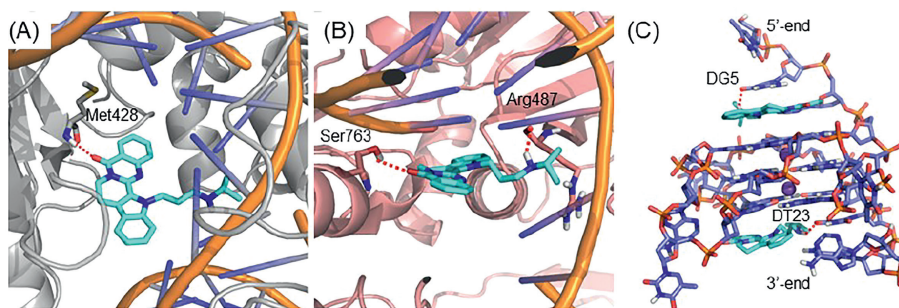 (A)
Met428
(B)
Ser763
Arg487
(C)
5'-end
DG5
DT23
3'-end